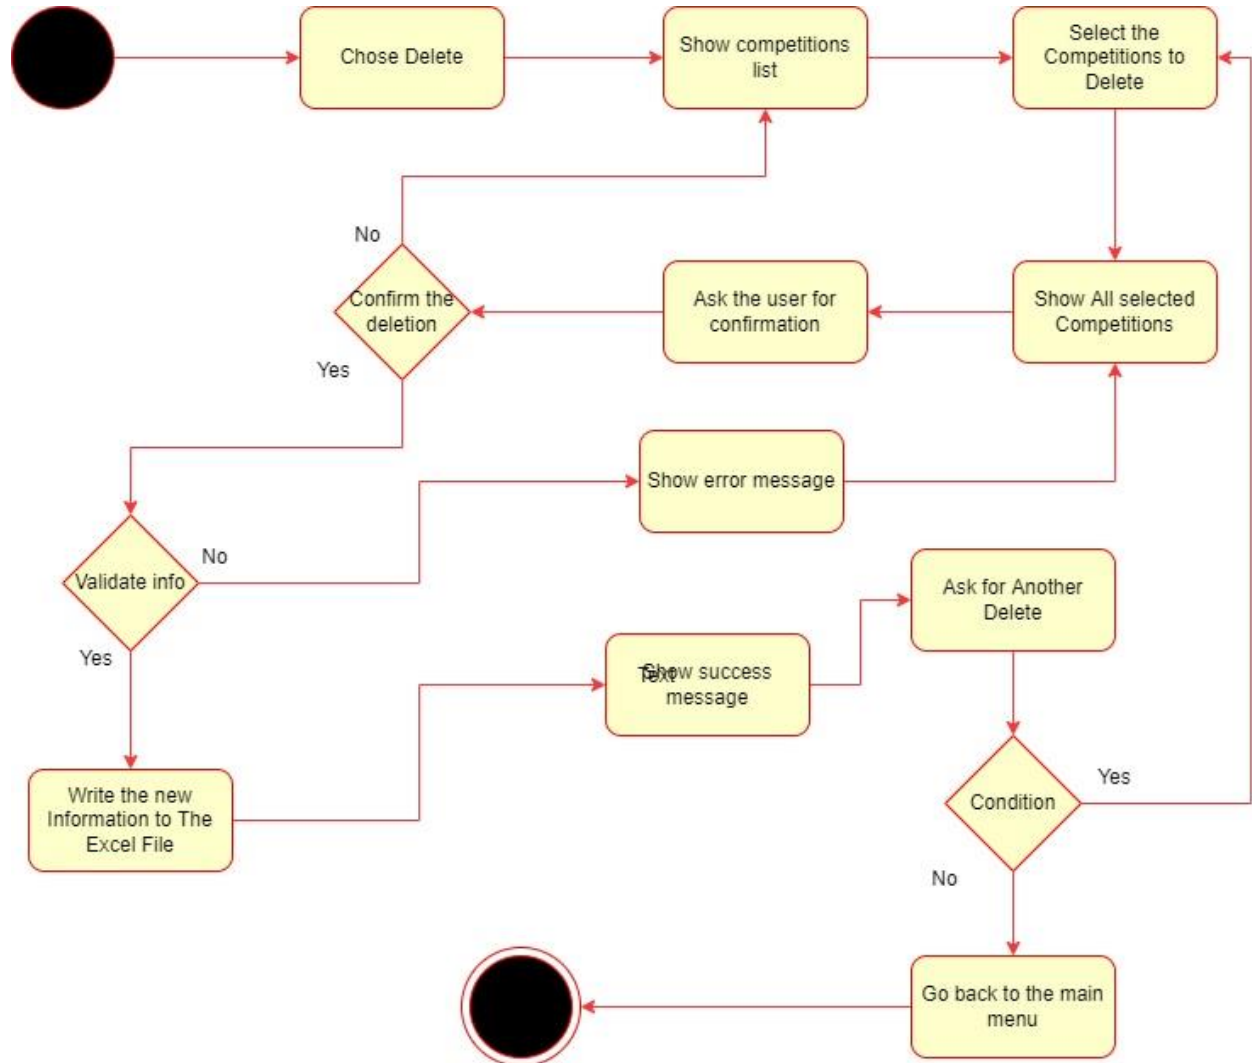 Chose Delete
Show competitions
list
Select the
Competitions to
Delete
No
Confirm the
deletion
Yes
Ask the user for
confirmation
Show All selected
Competitions
Show error message
No
Validate info
Yes
Ask for Another
Delete
Text
Show success
message
Write the new
Information to The
Excel File
Condition
Yes
No
Go back to the main
menu